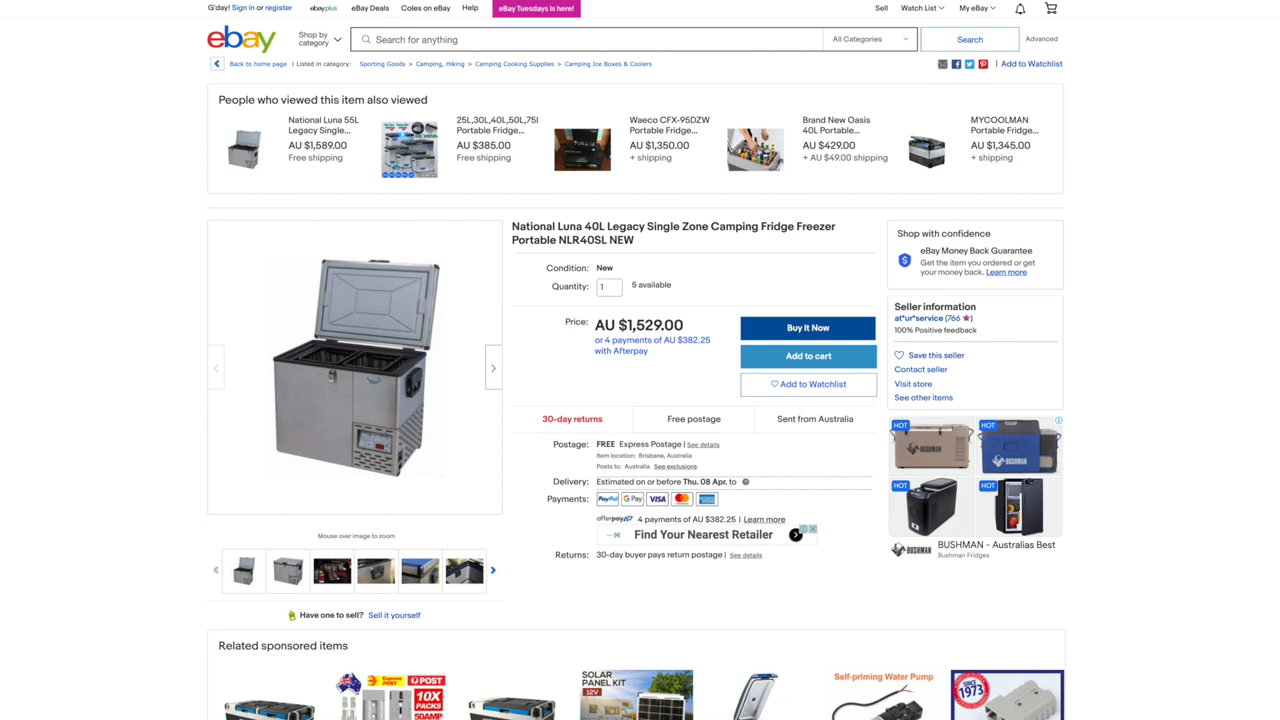 G'day! Sign in or register
ebayplus
eBay Deals
Coles on eBay
Help
eBay Tuesdays is here!
Sell
Watch List
My eBay
ebay
Shop by
category
Search for anything
All Categories
Search
Advanced
Back to home page | Listed in category: Sporting Goods > Camping, Hiking > Camping Cooking Supplies > Camping Ice Boxes & Coolers
| Add to Watchlist
People who viewed this item also viewed
National Luna 55L
Legacy Single...
AU $1,589.00
Free shipping
25L,30L,40L,50L,75l
Portable Fridge...
AU $385.00
Free shipping
Waeco CFX-95DZW
Portable Fridge...
AU $1,350.00
+ shipping
Brand New Oasis
40L Portable...
AU $429.00
+ AU $49.00 shipping
MYCOOLMAN
Portable Fridge...
AU $1,345.00
+ shipping
National Luna 40L Legacy Single Zone Camping Fridge Freezer
Portable NLR40SL NEW
Condition: New
Quantity: 1 5 available
Price: AU $1,529.00
or 4 payments of AU $382.25
with Afterpay
Buy It Now
Add to cart
Add to Watchlist
30-day returns
Free postage
Sent from Australia
Postage: FREE Express Postage | See details
Item location: Brisbane, Australia
Posts to: Australia See exclusions
Delivery: Estimated on or before Thu. 08 Apr. to
Payments: PayPal G Pay VISA
afterpay 4 payments of AU $382.25 | Learn more
Find Your Nearest Retailer
Returns: 30-day buyer pays return postage | See details
Shop with confidence
eBay Money Back Guarantee
Get the item you ordered or get
your money back. Learn more
Seller information
at*ur*service (766)
100% Positive feedback
Save this seller
Contact seller
Visit store
See other items
HOT
HOT
BUSHMAN
BUSHMAN
HOT
HOT
BUSHMAN
BUSHMAN - Australias Best
Bushman Fridges
Mouse over image to zoom
Have one to sell? Sell it yourself
Related sponsored items
Express POST
POST
10X
PACKS
50AMP
SOLAR
PANEL KIT
12V
Self-priming Water Pump
SINCE
1973